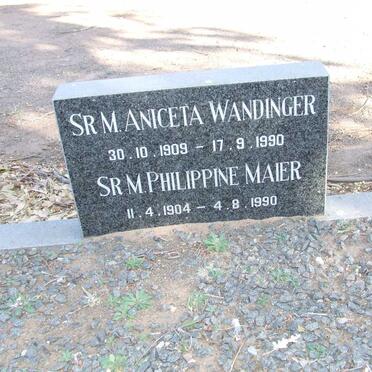 SR M. ANICETA WANDINGER
30.10.1909 - 17.9.1990
SR M. PHILIPPINE MAIER
11.4.1904 - 4.8.1990